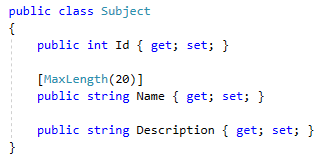 public class Subject
{
    public int Id { get; set; }

    [MaxLength(20)]
    public string Name { get; set; }

    public string Description { get; set; }
}